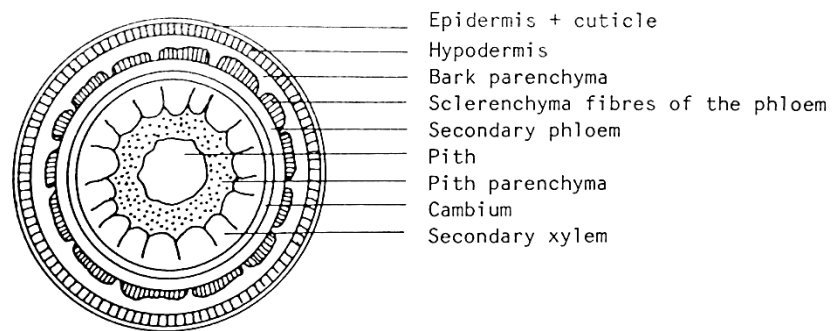 Epidermis + cuticle
Hypodermis
Bark parenchyma
Sclerenchyma fibres of the phloem
Secondary phloem
Pith
Pith parenchyma
Cambium
Secondary xylem